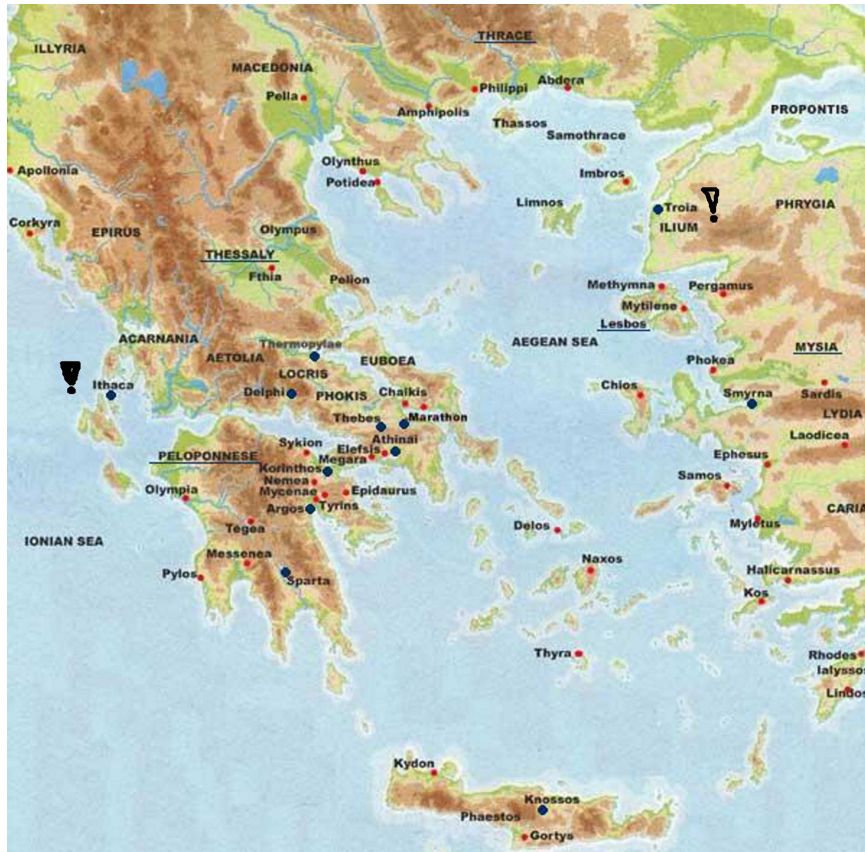 THRACE
ILLYRIA
MACEDONIA
Pella
Philippi
Abdera
Amphipolis
PROPONTIS
Thassos
Samothrace
Olynthus
Potidea
Apollonia
Imbros
Limnos
Troia
!
ILIUM
PHRYGIA
Corkyra
EPIRUS
Olympus
THESSALY
Fthia
Pelion
Methymna
Pergamus
Mytilene
Lesbos
ACARNANIA
Thermopylae
AEGEAN SEA
MYSIA
AETOLIA
EUBOEA
LOCRIS
Phokea
!
Ithaca
Delphi
PHOKIS
Chalkis
Chios
Smyrna
Sardis
Thebes
Marathon
LYDIA
Athinai
Laodicea
Sykion
Elefsis
PELOPONNESE
Megara
Korinthos
Ephesus
Nemea
Samos
Olympia
Mycenae
Epidaurus
Argos
Tyrins
CARIA
Tegea
Delos
Myletus
IONIAN SEA
Messenea
Naxos
Halicarnassus
Pylos
Sparta
Kos
Thyra
Rhodes
Ialyssos
Lindos
Kydon
Knossos
Phaestos
Gortys